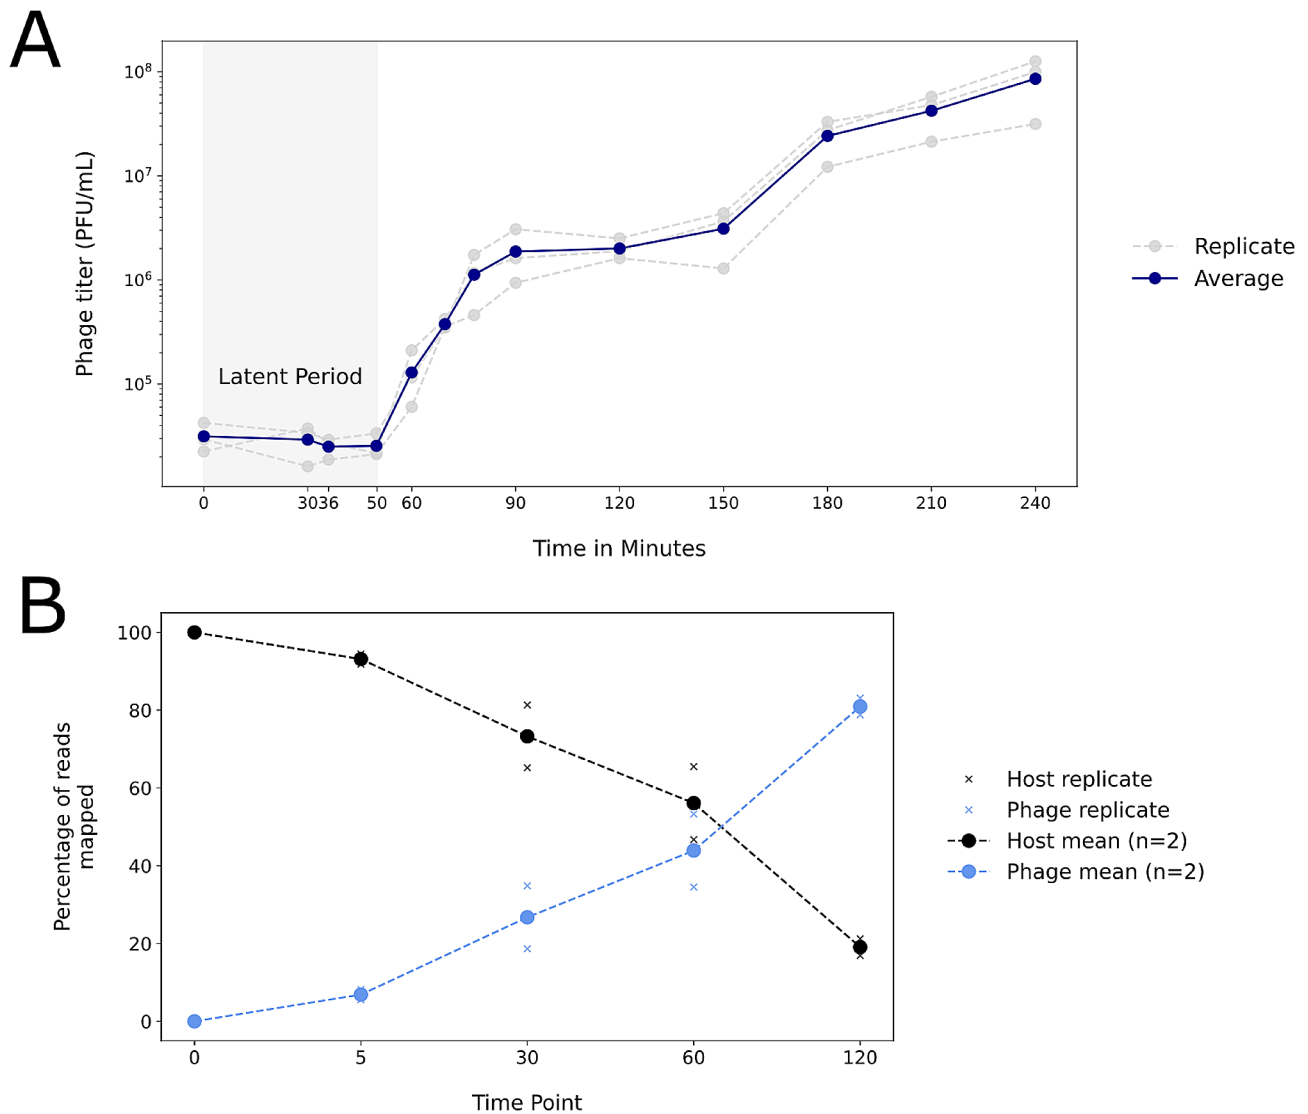 A
10⁸
10⁷
10⁶
10⁵
Phage titer (PFU/mL)
Latent Period
Replicate
Average
0 30 36 50 60 90 120 150 180 210 240
Time in Minutes
B
100
80
60
40
20
0
Percentage of reads
mapped
Host replicate
Phage replicate
Host mean (n=2)
Phage mean (n=2)
0 5 30 60 120
Time Point